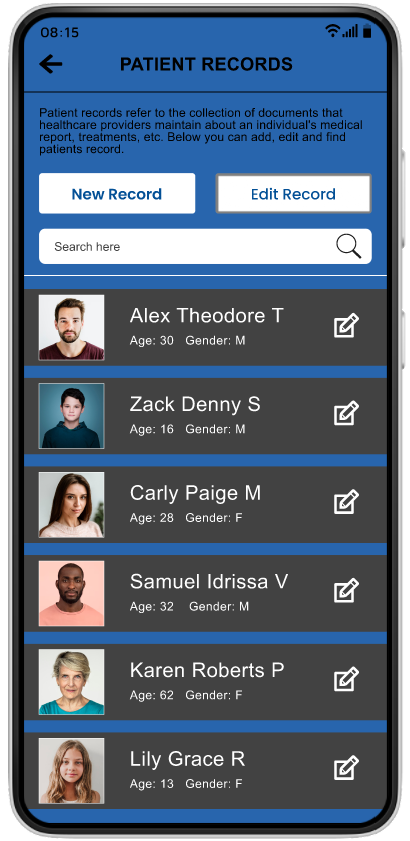 08:15
PATIENT RECORDS
Patient records refer to the collection of documents that
healthcare providers maintain about an individual's medical
report, treatments, etc. Below you can add, edit and find
patients record.
New Record
Edit Record
Search here
Alex Theodore T
Age: 30 Gender: M
Zack Denny S
Age: 16 Gender: M
Carly Paige M
Age: 28 Gender: F
Samuel Idrissa V
Age: 32 Gender: M
Karen Roberts P
Age: 62 Gender: F
Lily Grace R
Age: 13 Gender: F